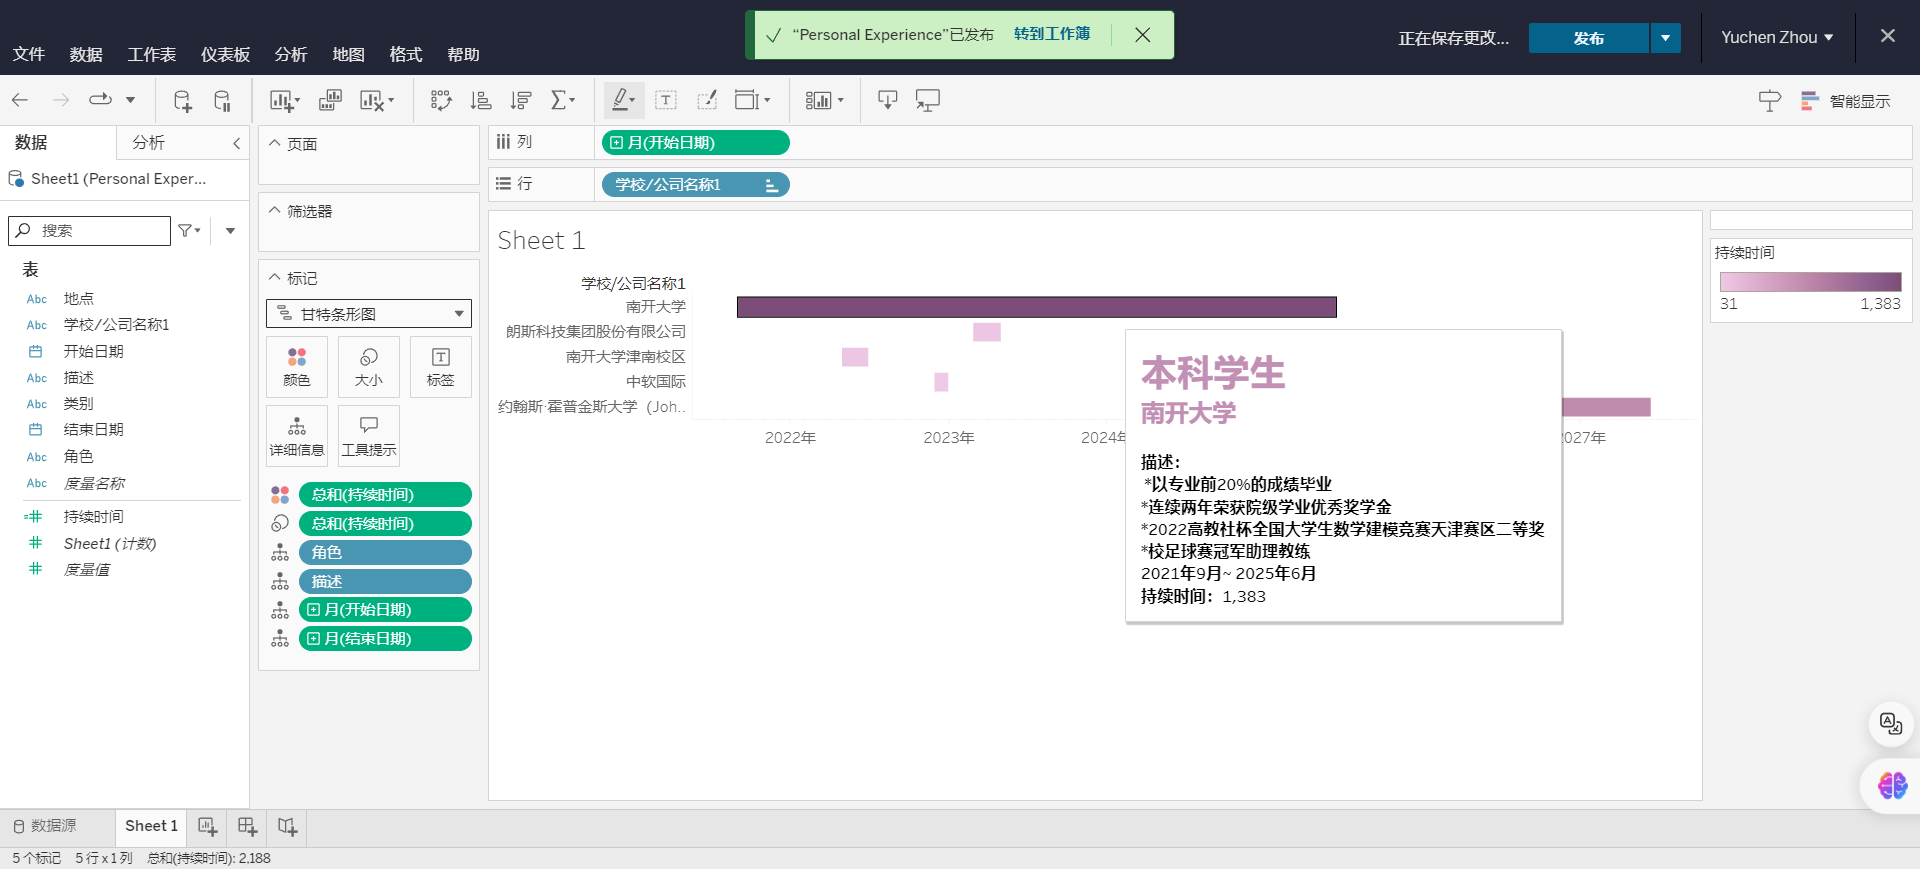 “Personal Experience”已发布 转到工作簿
文件 数据 工作表 仪表板 分析 地图 格式 帮助
正在保存更改... 发布 Yuchen Zhou
智能显示
数据 分析
Sheet1 (Personal Exper...
搜索
表
Abc 地点
Abc 学校/公司名称1
开始日期
Abc 描述
Abc 类别
结束日期
Abc 角色
Abc 度量名称
持续时间
Sheet1 (计数)
度量值
页面
筛选器
标记
甘特条形图
颜色 大小 标签
详细信息 工具提示
总和(持续时间)
总和(持续时间)
角色
描述
月(开始日期)
月(结束日期)
列 月(开始日期)
行 学校/公司名称1
Sheet 1
学校/公司名称1
南开大学
朗斯科技集团股份有限公司
南开大学津南校区
中软国际
约翰斯·霍普金斯大学（Joh..
2022年 2023年 2024年 2027年
本科学生
南开大学
描述：
*以专业前20%的成绩毕业
*连续两年荣获院级学业优秀奖学金
*2022高教社杯全国大学生数学建模竞赛天津赛区二等奖
*校足球赛冠军助理教练
2021年9月~ 2025年6月
持续时间：1,383
持续时间
31 1,383
数据源 Sheet 1
5 个标记 5 行 x 1 列 总和(持续时间): 2,188